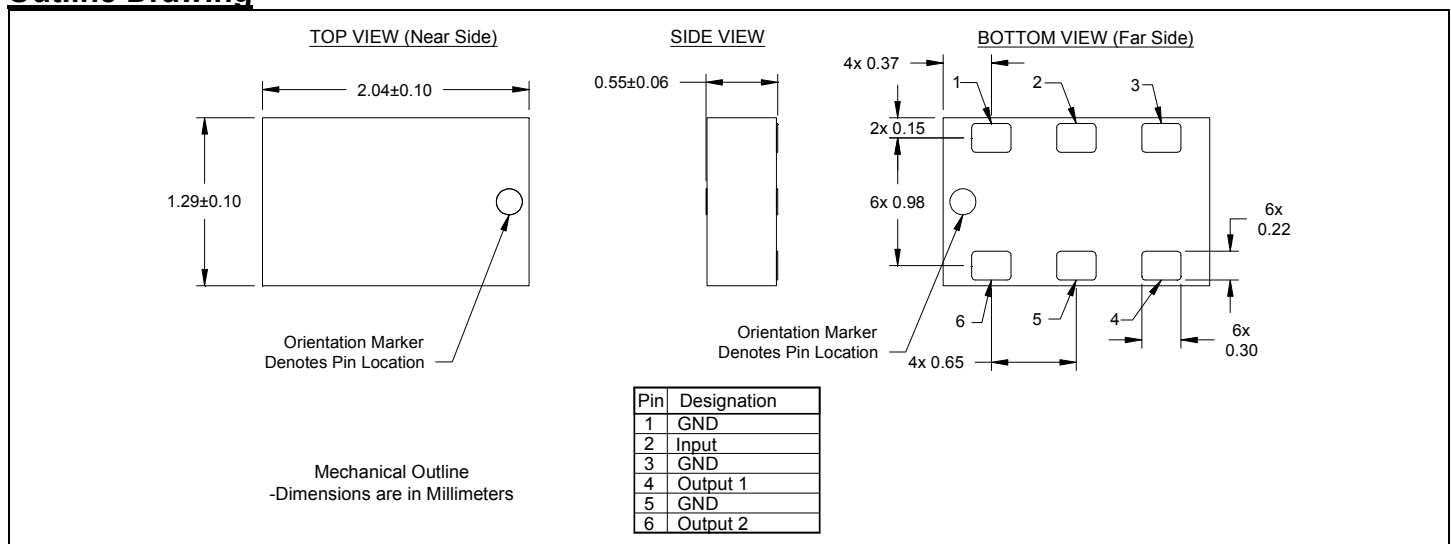 Outline Drawing
TOP VIEW (Near Side)
SIDE VIEW
BOTTOM VIEW (Far Side)
2.04±0.10
1.29±0.10
Orientation Marker
Denotes Pin Location
0.55±0.06
4x 0.37
1
2
3
2x 0.15
6x 0.98
6x
0.22
6
5
4
6x
0.30
Orientation Marker
Denotes Pin Location
4x 0.65
Mechanical Outline
-Dimensions are in Millimeters
Pin Designation
1 GND
2 Input
3 GND
4 Output 1
5 GND
6 Output 2